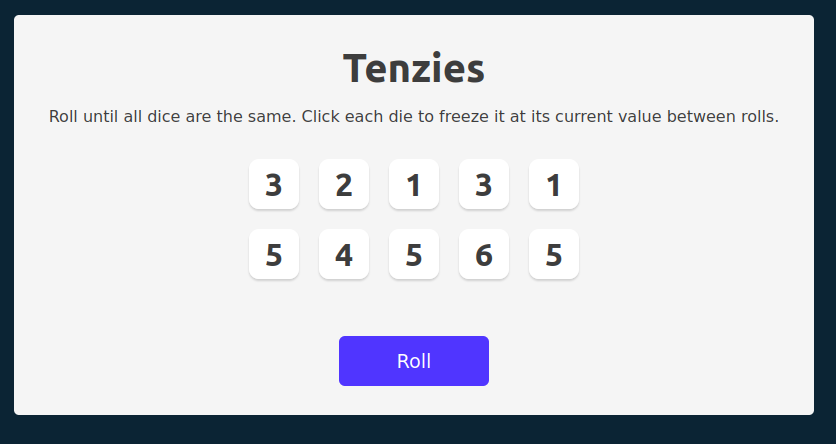 Tenzies
Roll until all dice are the same. Click each die to freeze it at its current value between rolls.
3 2 1 3 1
5 4 5 6 5
Roll